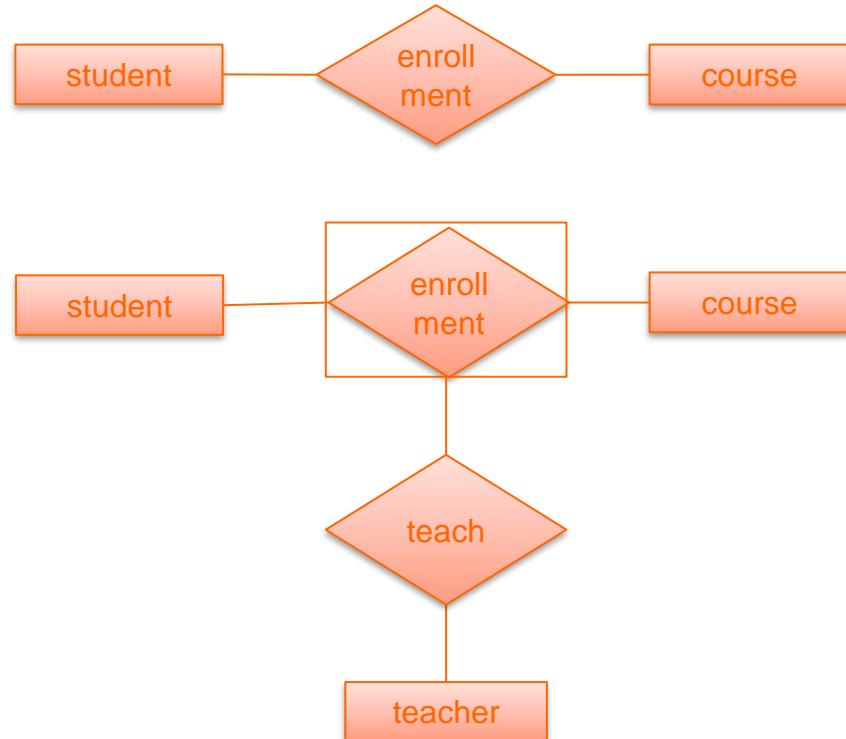 student
enroll
ment
course
student
enroll
ment
course
teach
teacher